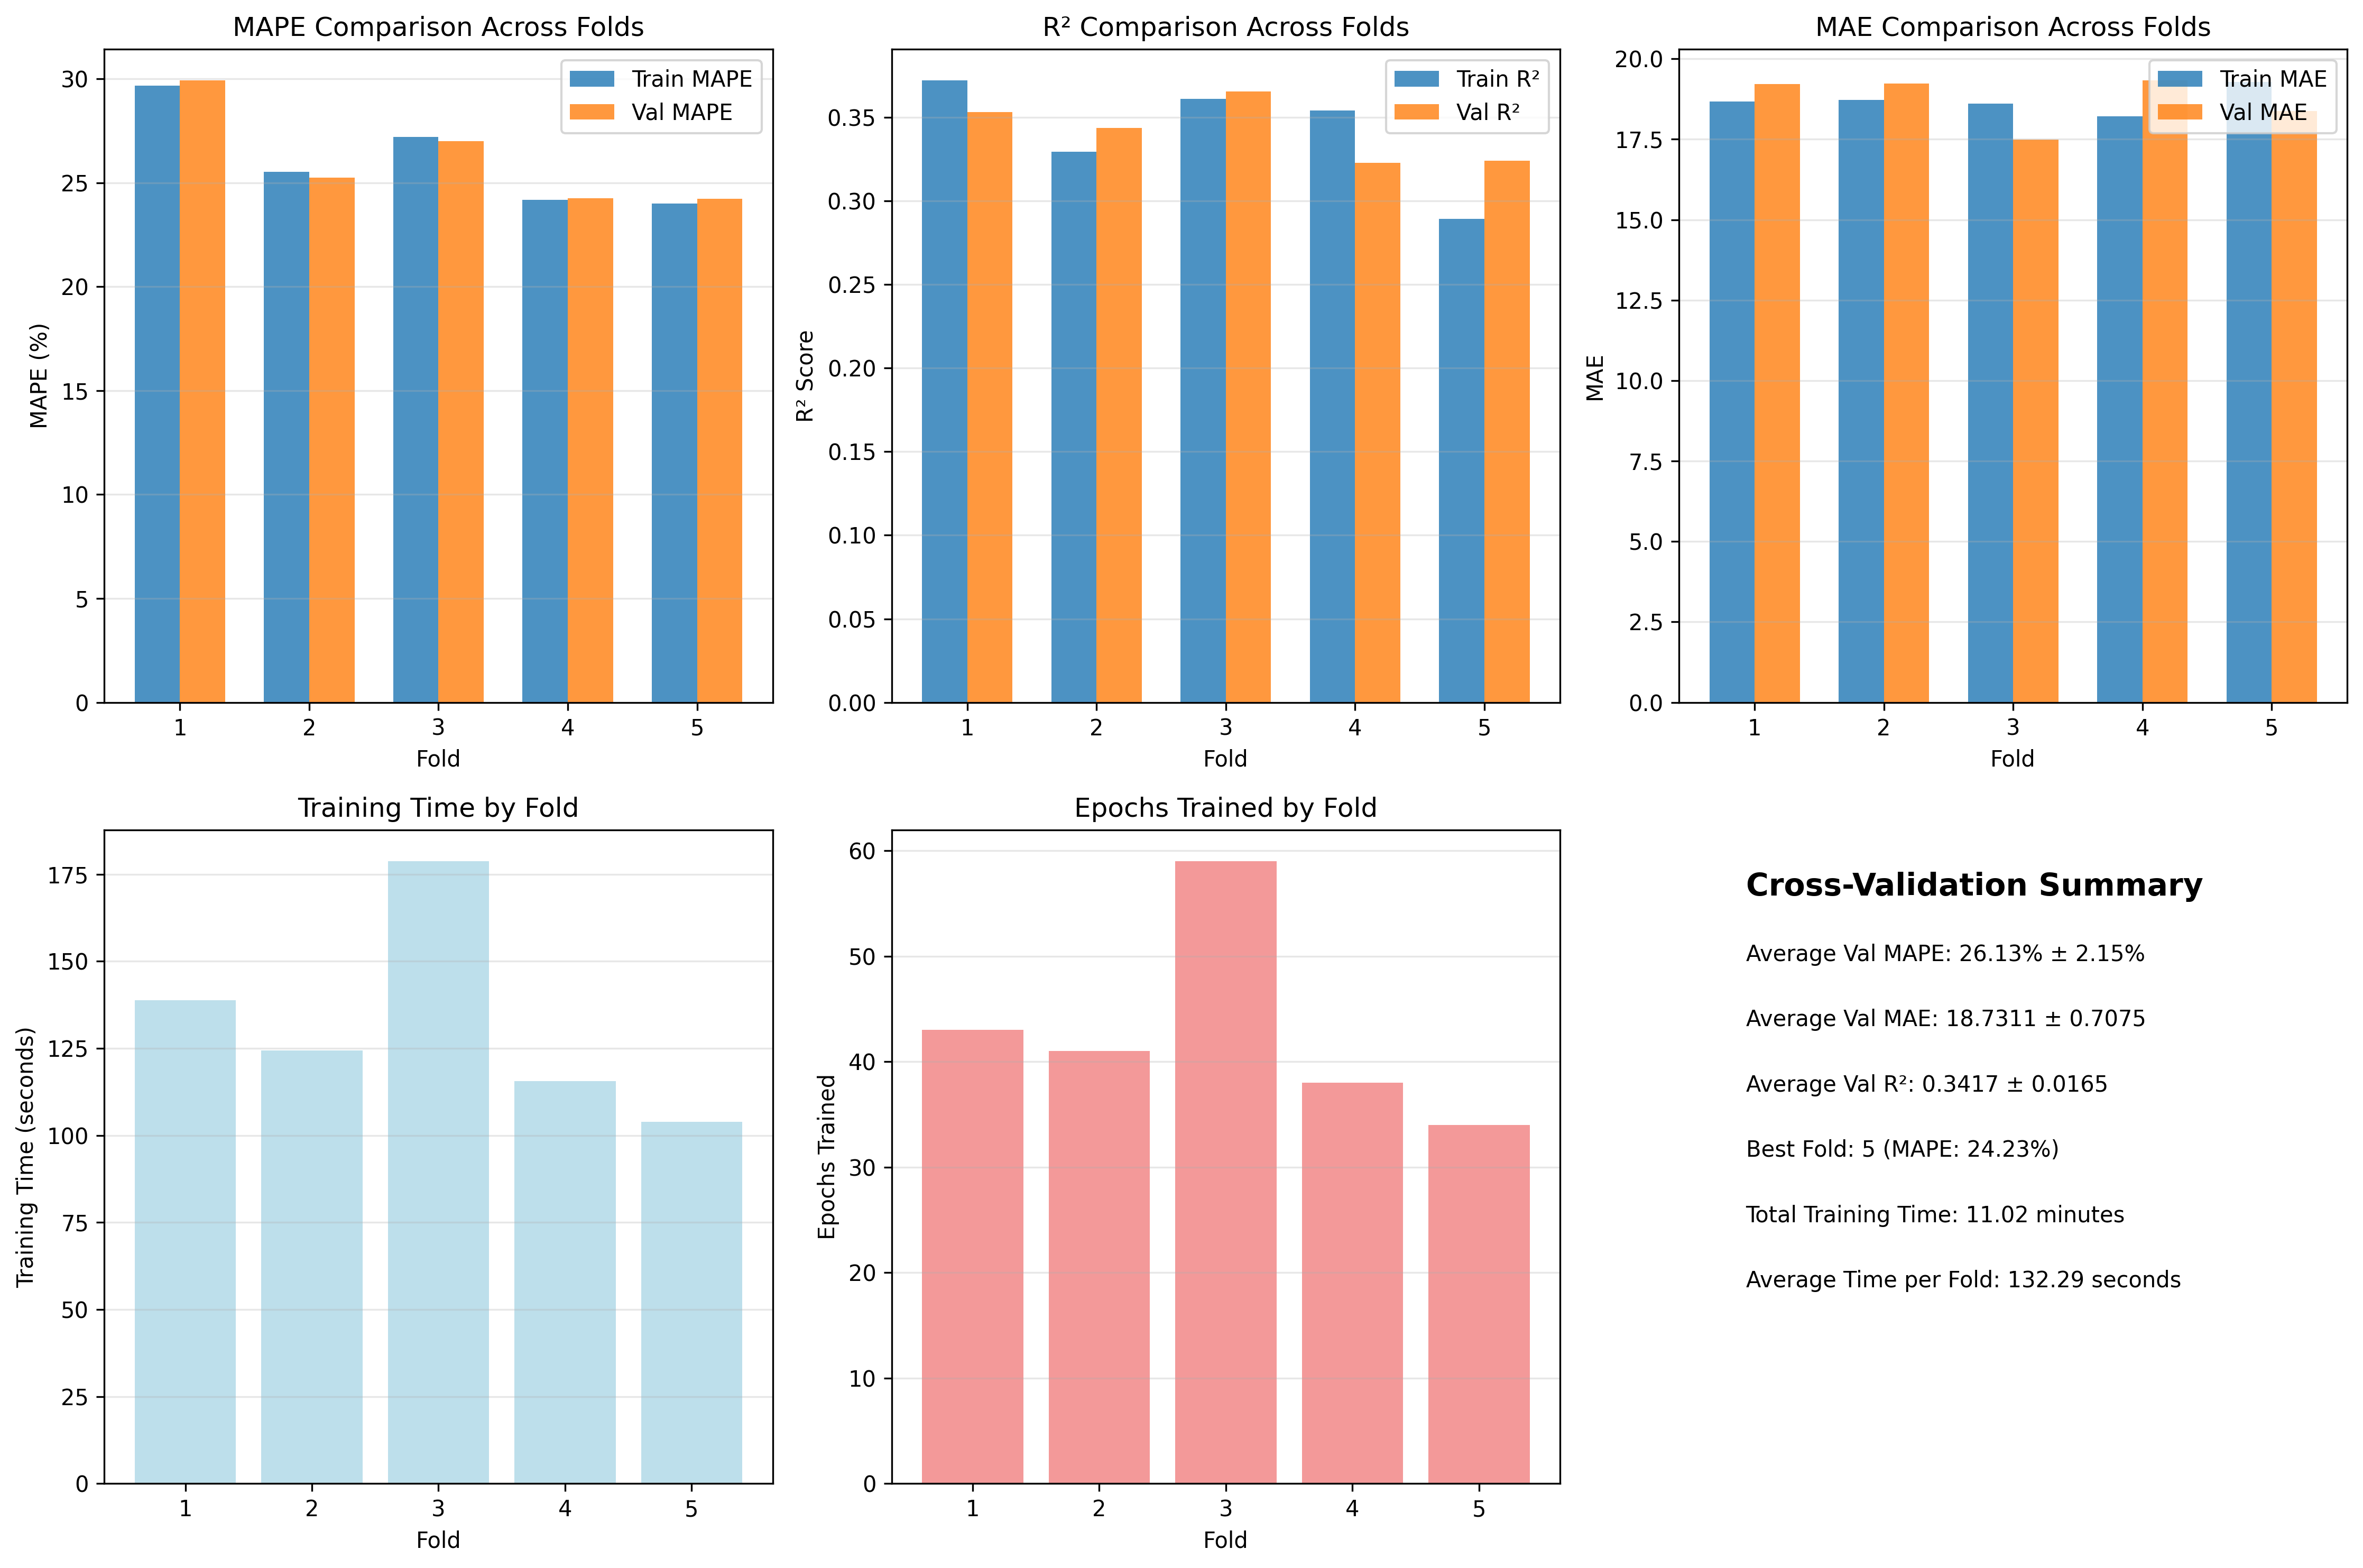 MAPE Comparison Across Folds
MAPE (%)
30
25
20
15
10
5
0
Train MAPE
Val MAPE
1 2 3 4 5
Fold
R² Comparison Across Folds
R² Score
0.35
0.30
0.25
0.20
0.15
0.10
0.05
0.00
Train R²
Val R²
1 2 3 4 5
Fold
MAE Comparison Across Folds
MAE
20.0
17.5
15.0
12.5
10.0
7.5
5.0
2.5
0.0
Train MAE
Val MAE
1 2 3 4 5
Fold
Training Time by Fold
Training Time (seconds)
175
150
125
100
75
50
25
0
1 2 3 4 5
Fold
Epochs Trained by Fold
Epochs Trained
60
50
40
30
20
10
0
1 2 3 4 5
Fold
Cross-Validation Summary
Average Val MAPE: 26.13% ± 2.15%
Average Val MAE: 18.7311 ± 0.7075
Average Val R²: 0.3417 ± 0.0165
Best Fold: 5 (MAPE: 24.23%)
Total Training Time: 11.02 minutes
Average Time per Fold: 132.29 seconds